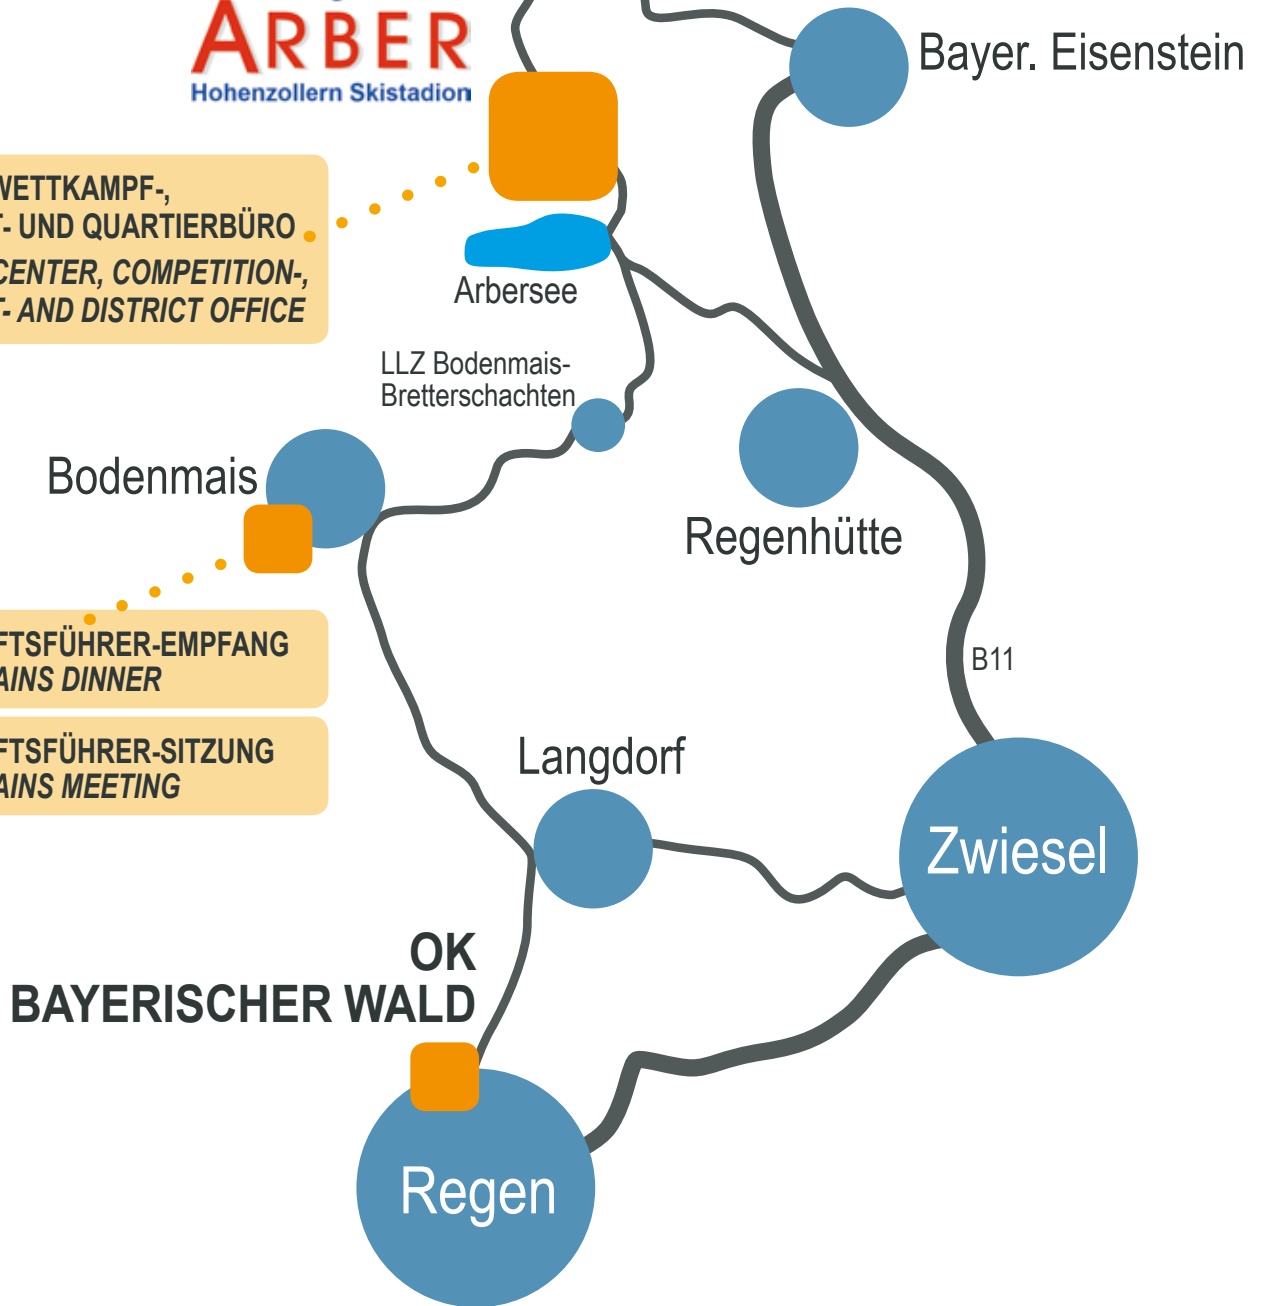 ARBER
Hohenzollern Skistadion
Bayer. Eisenstein
WETTKAMPF-,
- UND QUARTIERBÜRO
CENTER, COMPETITION-,
- AND DISTRICT OFFICE
Arbersee
LLZ Bodenmais-
Bretterschachten
Bodenmais
Regenhütte
FTSFÜHRER-EMPFANG
AINS DINNER
B11
FTSFÜHRER-SITZUNG
AINS MEETING
Langdorf
Zwiesel
OK
BAYERISCHER WALD
Regen